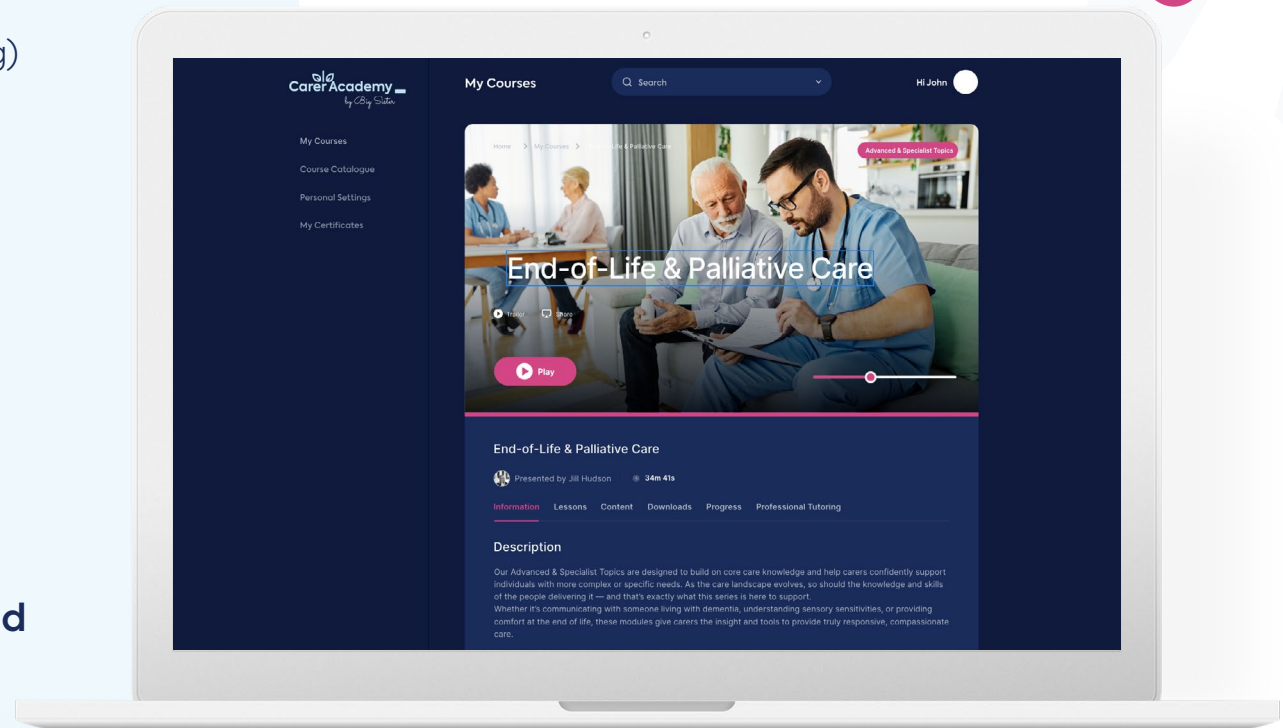 g)
d
CarerAcademy
by Big Sister
My Courses
Search
Hi John
My Courses
Course Catalogue
Personal Settings
My Certificates
Home > My Courses > Life & Palliative Care
Advanced & Specialist Topics
End-of-Life & Palliative Care
Trailer Share
Play
End-of-Life & Palliative Care
Presented by Jill Hudson 34m 41s
Information Lessons Content Downloads Progress Professional Tutoring
Description
Our Advanced & Specialist Topics are designed to build on core care knowledge and help carers confidently support
individuals with more complex or specific needs. As the care landscape evolves, so should the knowledge and skills
of the people delivering it — and that's exactly what this series is here to support.
Whether it's communicating with someone living with dementia, understanding sensory sensitivities, or providing
comfort at the end of life, these modules give carers the insight and tools to provide truly responsive, compassionate
care.